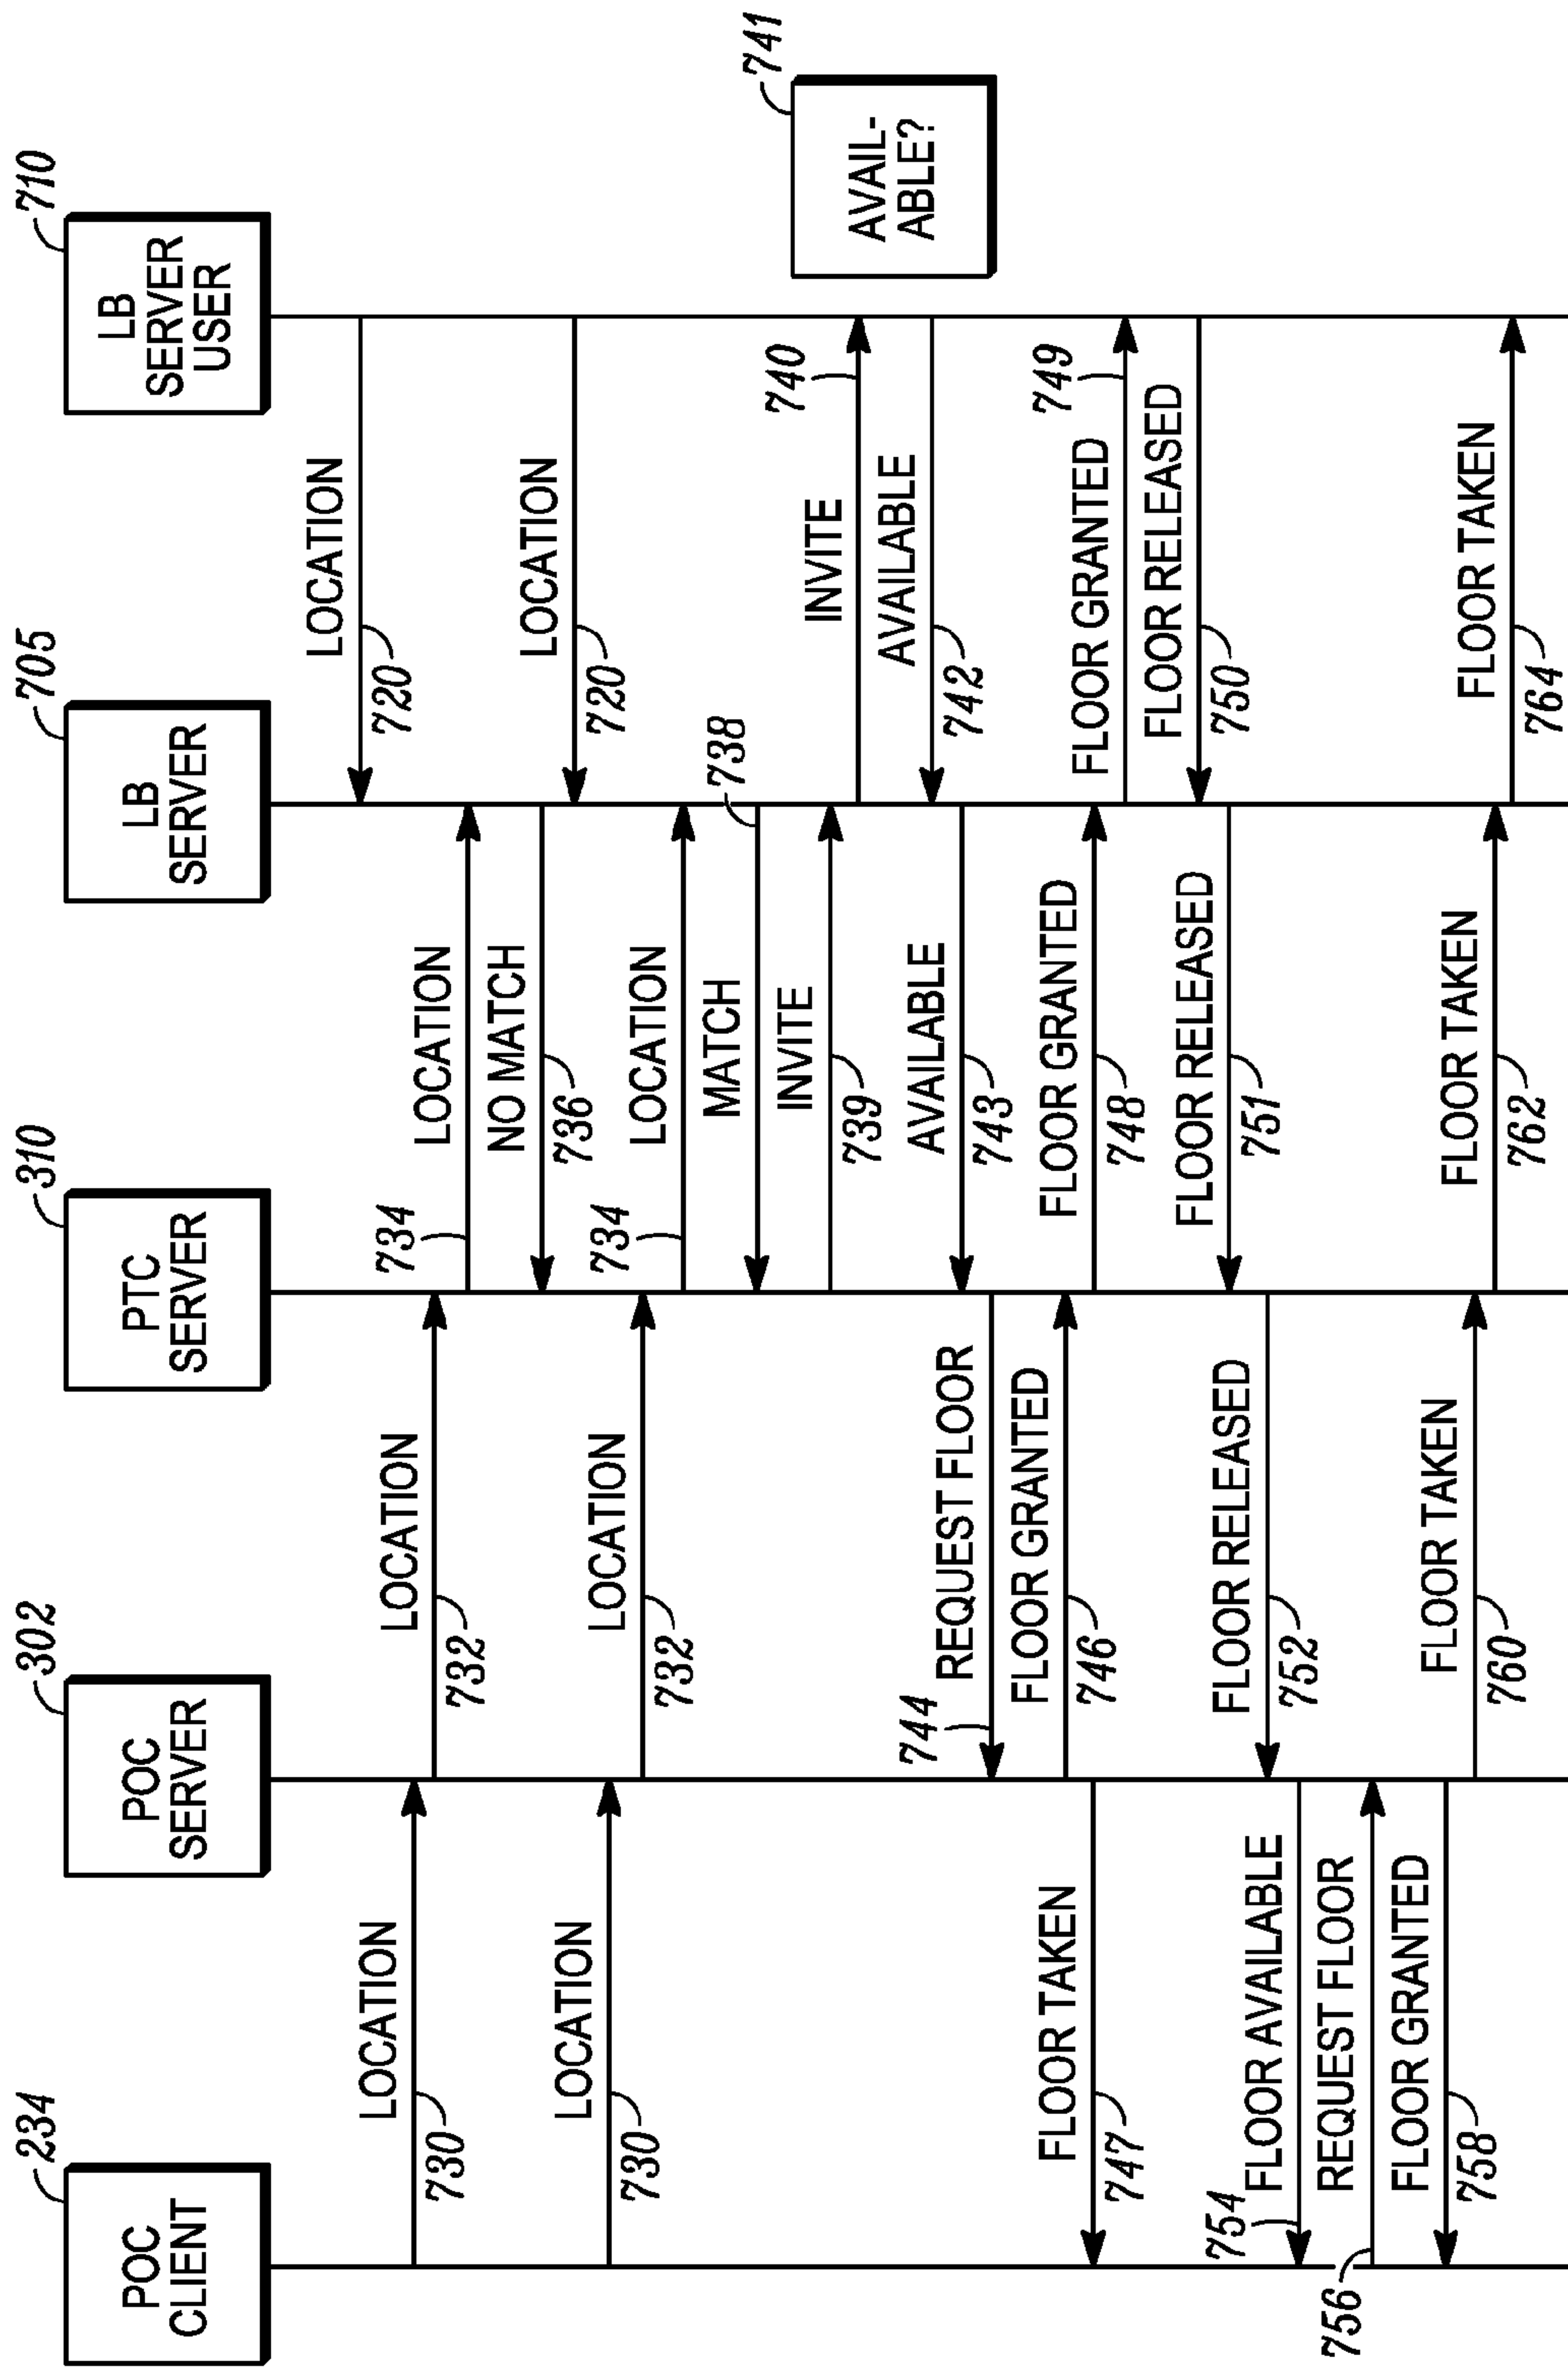 234
POC
CLIENT
302
POC
SERVER
310
PTC
SERVER
705
LB
SERVER
710
LB
SERVER
USER
LOCATION
720
LOCATION
730
LOCATION
732
LOCATION
734
NO MATCH
736
LOCATION
720
LOCATION
730
LOCATION
732
LOCATION
734
MATCH
738
INVITE
739
INVITE
740
AVAIL-
ABLE?
741
AVAILABLE
742
AVAILABLE
743
REQUEST FLOOR
744
FLOOR GRANTED
746
FLOOR TAKEN
747
FLOOR GRANTED
748
FLOOR GRANTED
749
FLOOR RELEASED
750
FLOOR RELEASED
751
FLOOR RELEASED
752
FLOOR AVAILABLE
754
REQUEST FLOOR
756
FLOOR GRANTED
758
FLOOR TAKEN
760
FLOOR TAKEN
762
FLOOR TAKEN
764